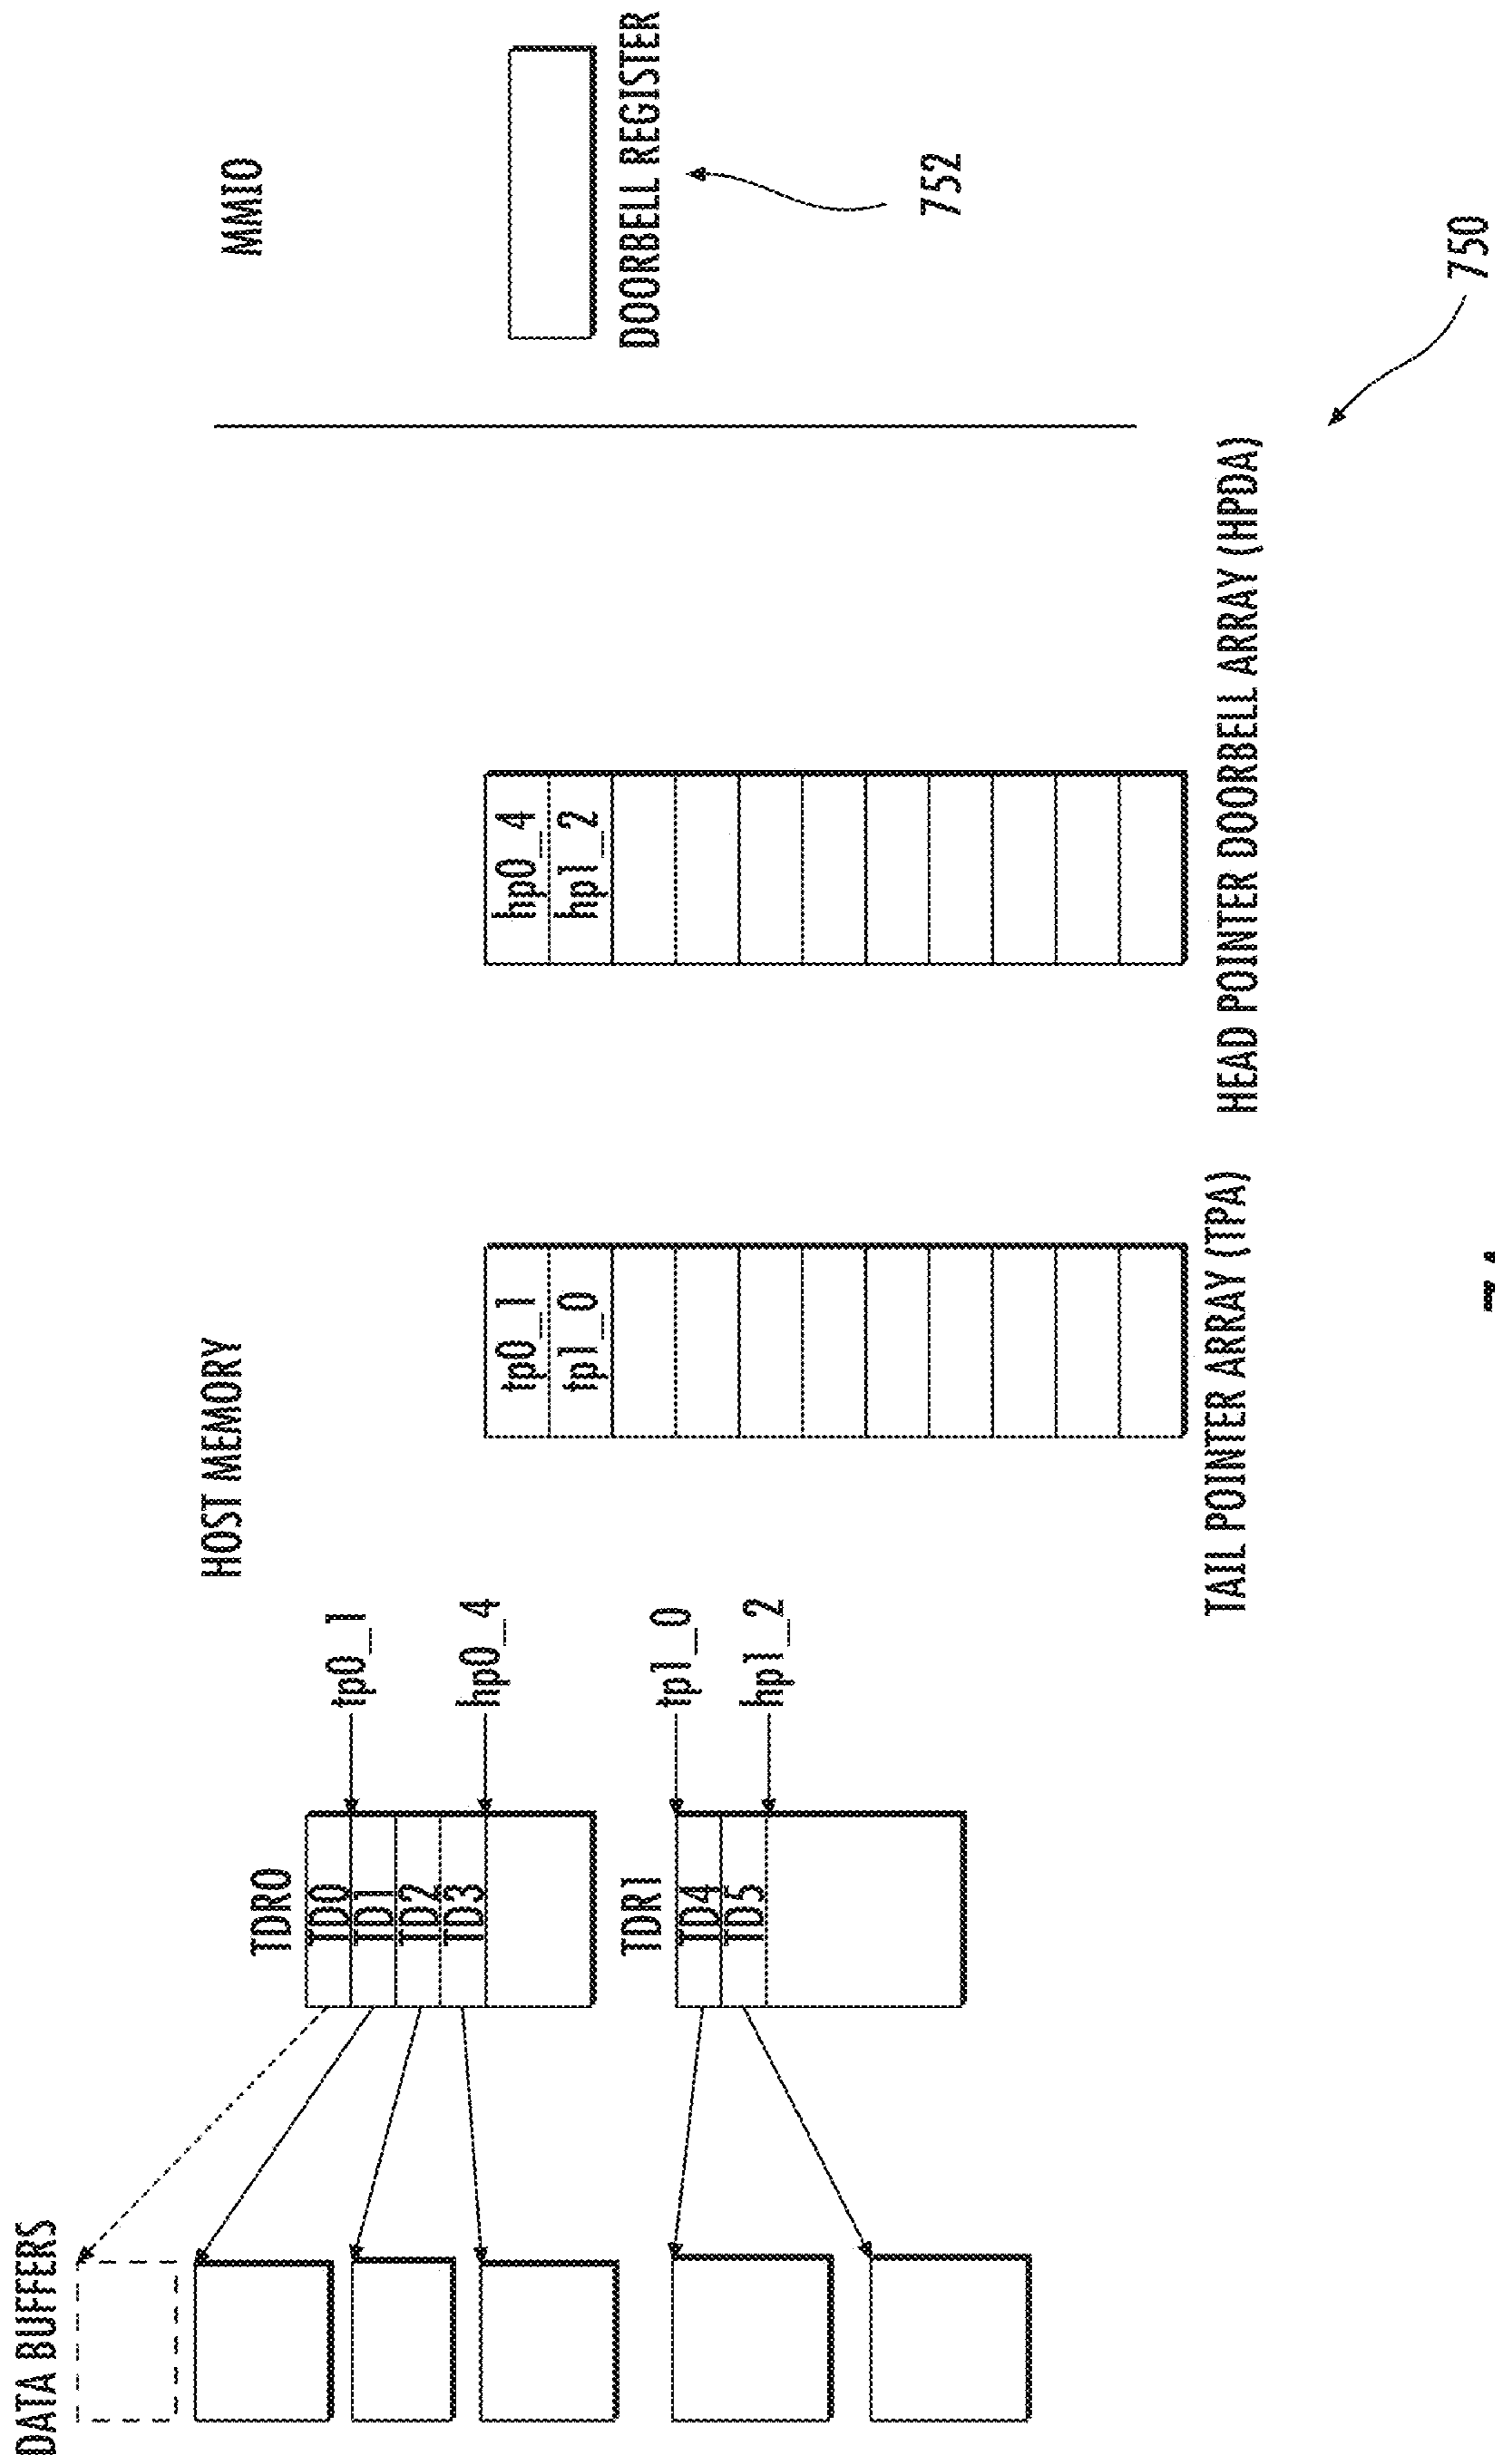 HOST MEMORY
MMIO
DATA BUFFERS
TDR0
TD0
TD1
TD2
TD3
tp0_1
hp0_4
TDR1
TD4
TD5
tp1_0
hp1_2
tp0_1
tp1_0
TAIL POINTER ARRAY (TPA)
hp0_4
hp1_2
HEAD POINTER DOORBELL ARRAY (HPDA)
DOORBELL REGISTER
752
750